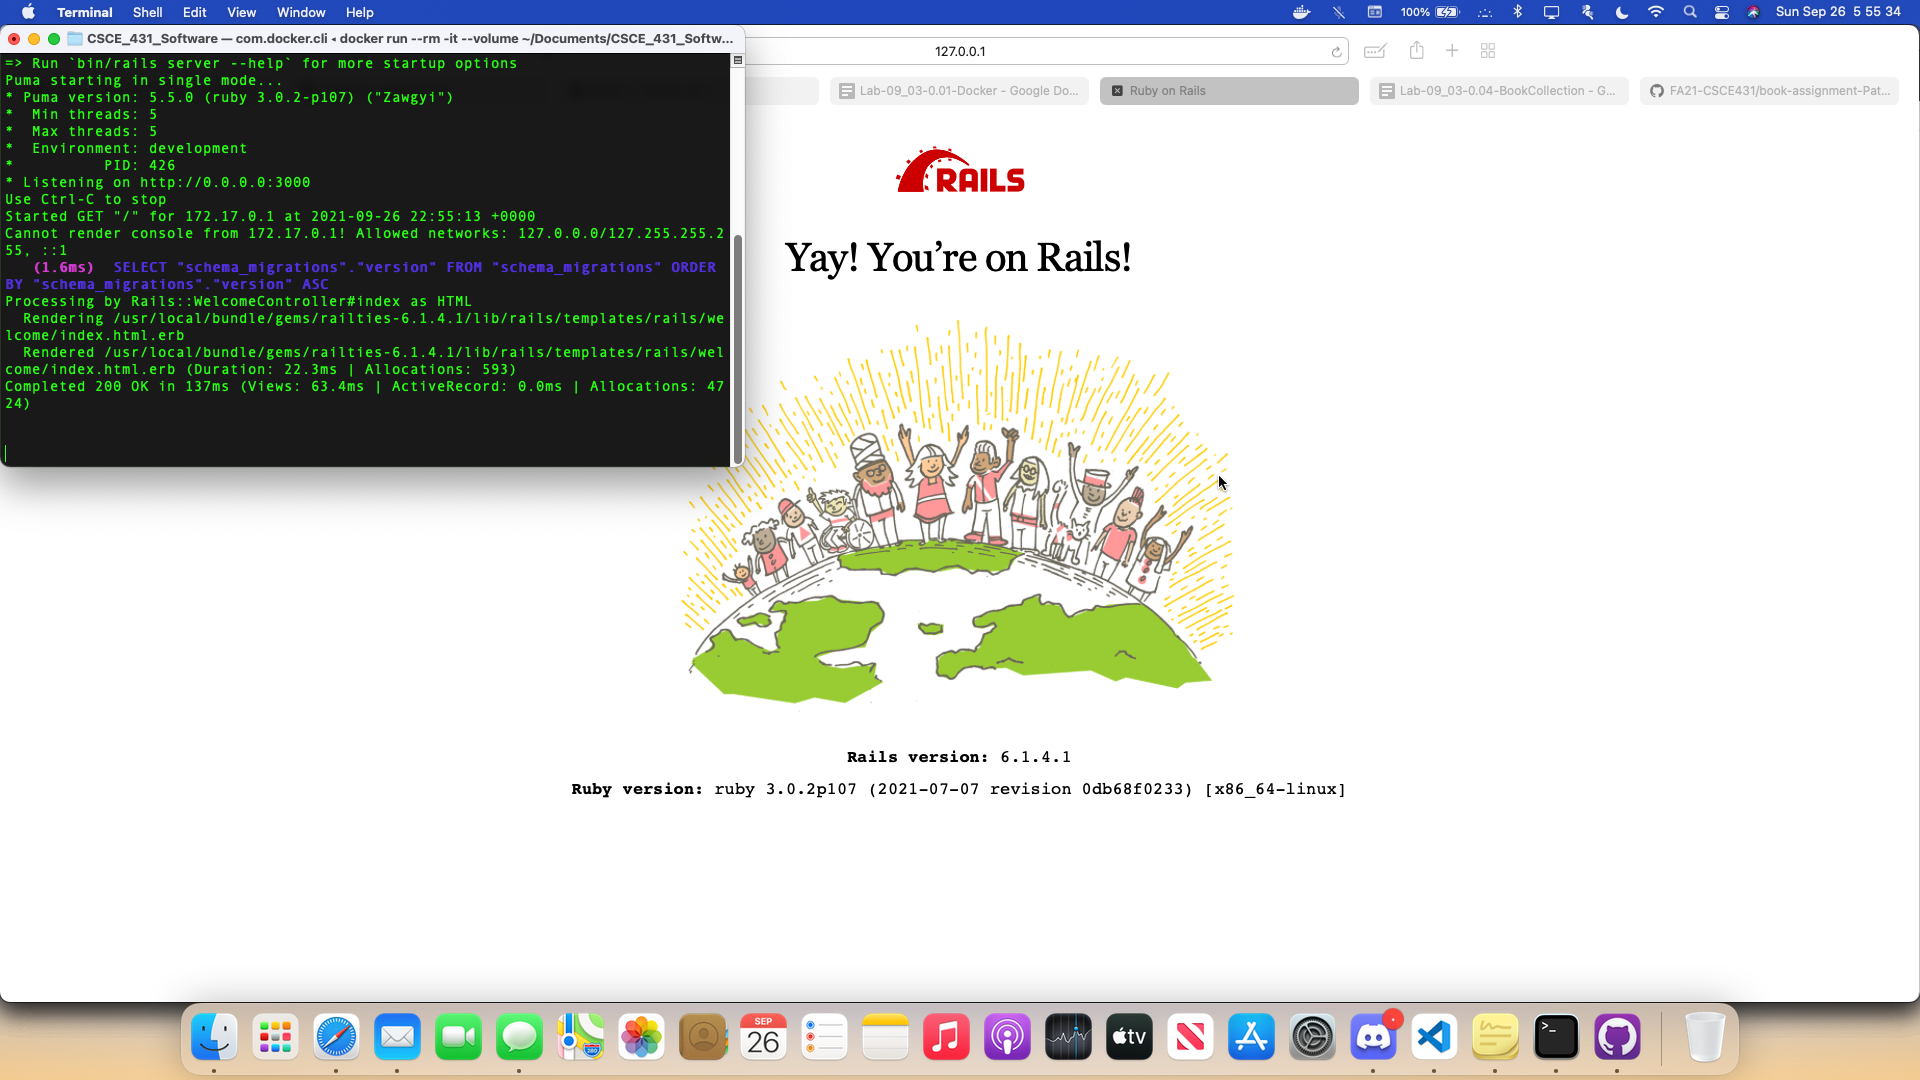 Terminal Shell Edit View Window Help
100% Sun Sep 26 5 55 34
CSCE_431_Software — com.docker.cli ◂ docker run --rm -it --volume ~/Documents/CSCE_431_Softw...
=> Run `bin/rails server --help` for more startup options
Puma starting in single mode...
* Puma version: 5.5.0 (ruby 3.0.2-p107) ("Zawgyi")
*  Min threads: 5
*  Max threads: 5
*  Environment: development
*          PID: 426
* Listening on http://0.0.0.0:3000
Use Ctrl-C to stop
Started GET "/" for 172.17.0.1 at 2021-09-26 22:55:13 +0000
Cannot render console from 172.17.0.1! Allowed networks: 127.0.0.0/127.255.255.2
55, ::1
(1.6ms)  SELECT "schema_migrations"."version" FROM "schema_migrations" ORDER
BY "schema_migrations"."version" ASC
Processing by Rails::WelcomeController#index as HTML
Rendering /usr/local/bundle/gems/railties-6.1.4.1/lib/rails/templates/rails/we
lcome/index.html.erb
Rendered /usr/local/bundle/gems/railties-6.1.4.1/lib/rails/templates/rails/wel
come/index.html.erb (Duration: 22.3ms | Allocations: 593)
Completed 200 OK in 137ms (Views: 63.4ms | ActiveRecord: 0.0ms | Allocations: 47
24)
127.0.0.1
Lab-09_03-0.01-Docker - Google Do...
Ruby on Rails
Lab-09_03-0.04-BookCollection - G...
FA21-CSCE431/book-assignment-Pat...
RAILS
Yay! You’re on Rails!
Rails version: 6.1.4.1
Ruby version: ruby 3.0.2p107 (2021-07-07 revision 0db68f0233) [x86_64-linux]
SEP
26
280
tv
>_